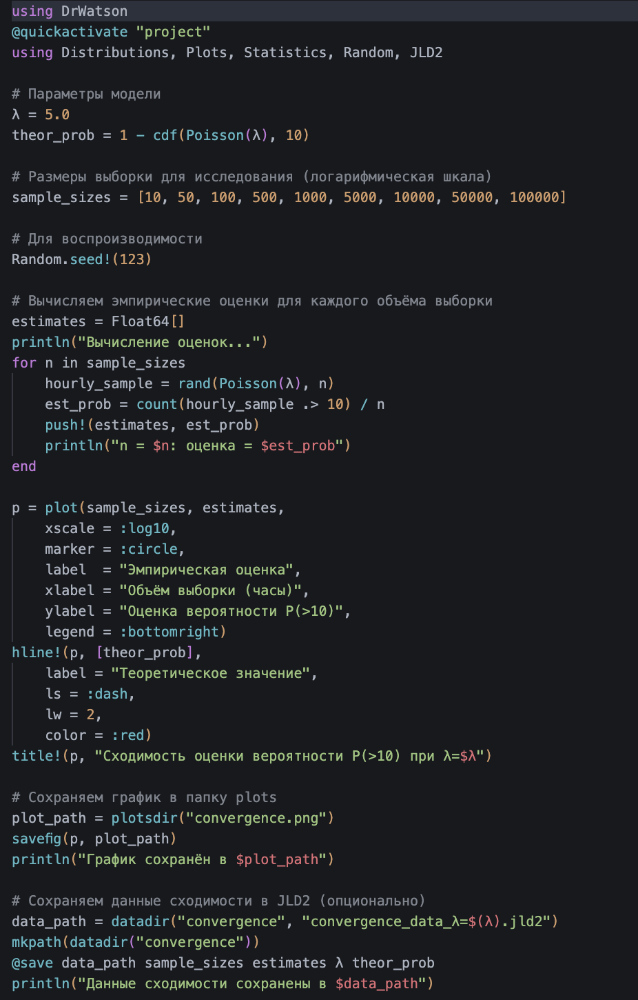 using DrWatson
@quickactivate "project"
using Distributions, Plots, Statistics, Random, JLD2

# Параметры модели
λ = 5.0
theor_prob = 1 - cdf(Poisson(λ), 10)

# Размеры выборки для исследования (логарифмическая шкала)
sample_sizes = [10, 50, 100, 500, 1000, 5000, 10000, 50000, 100000]

# Для воспроизводимости
Random.seed!(123)

# Вычисляем эмпирические оценки для каждого объёма выборки
estimates = Float64[]
println("Вычисление оценок...")
for n in sample_sizes
    hourly_sample = rand(Poisson(λ), n)
    est_prob = count(hourly_sample .> 10) / n
    push!(estimates, est_prob)
    println("n = $n: оценка = $est_prob")
end

p = plot(sample_sizes, estimates,
    xscale = :log10,
    marker = :circle,
    label  = "Эмпирическая оценка",
    xlabel = "Объём выборки (часы)",
    ylabel = "Оценка вероятности P(>10)",
    legend = :bottomright)
hline!(p, [theor_prob],
    label = "Теоретическое значение",
    ls = :dash,
    lw = 2,
    color = :red)
title!(p, "Сходимость оценки вероятности P(>10) при λ=$λ")

# Сохраняем график в папку plots
plot_path = plotsdir("convergence.png")
savefig(p, plot_path)
println("График сохранён в $plot_path")

# Сохраняем данные сходимости в JLD2 (опционально)
data_path = datadir("convergence", "convergence_data_λ=$(λ).jld2")
mkpath(datadir("convergence"))
@save data_path sample_sizes estimates λ theor_prob
println("Данные сходимости сохранены в $data_path")